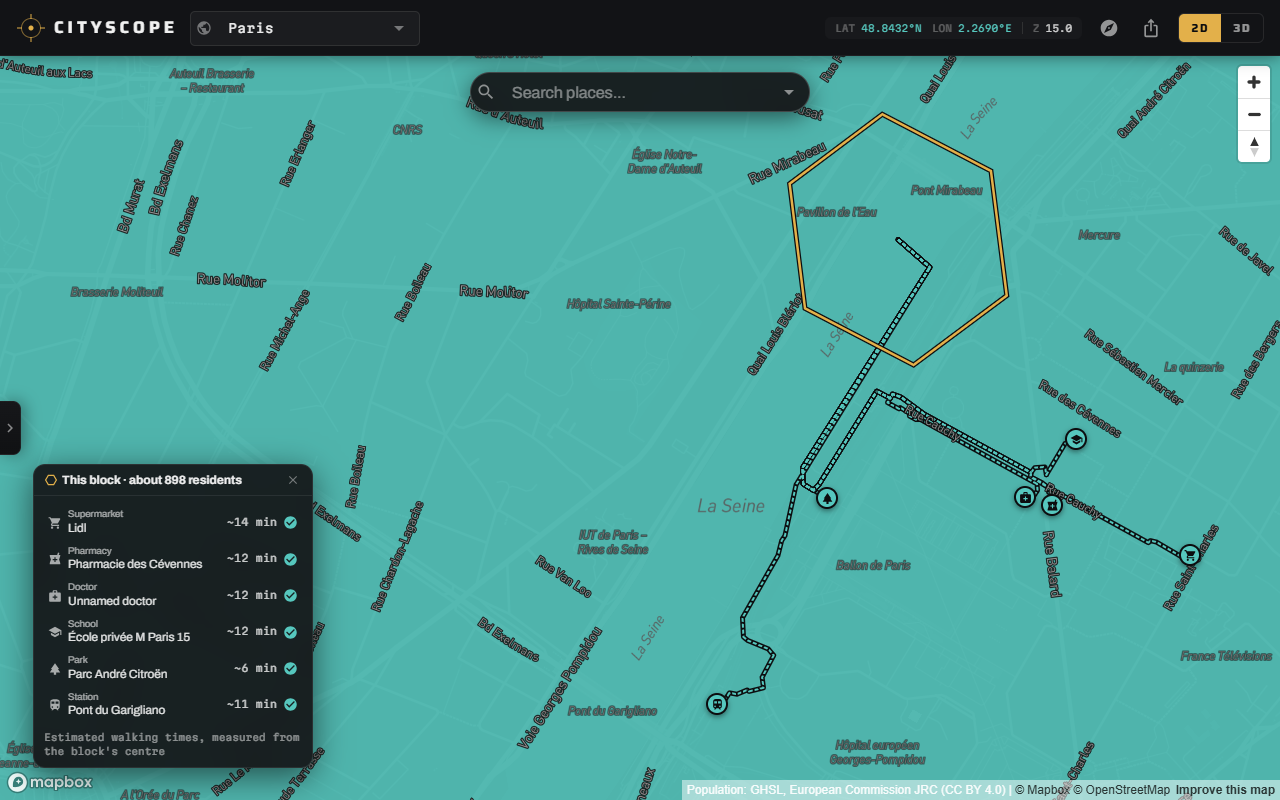 CITYSCOPE
Paris
LAT 48.8432°N LON 2.2690°E Z 15.0
2D 3D
Search places...
d'Auteuil aux Lacs
Auteuil Brasserie
– Restaurant
CNRS
Rue d'Auteuil
Quai Louis
La Seine
Quai André Citroën
Rue Erlanger
Bd Exelmans
Bd Murat
Rue Chanez
Église Notre-
Dame d'Auteuil
Rue Mirabeau
Pont Mirabeau
Pavillon de l'Eau
Mercure
Rue de Javel
Rue Molitor
Brasserie Moliteuil
Rue Michel-Ange
Rue Boileau
Rue Molitor
Hôpital Sainte-Périne
Quai Louis Blériot
La Seine
Rue Sébastien Mercier
La quinzerie
Rue des Bergers
Rue des Cévennes
Rue Cauchy
Rue Cauchy
Rue Boileau
Rue Chardon-Lagache
La Seine
IUT de Paris –
Rives de Seine
Rue Van Loo
Ballon de Paris
Rue Balard
Rue Saint-Charles
Bd Exelmans
La Seine
Voie Georges Pompidou
Pont du Garigliano
France Télévisions
Hôpital européen
Georges-Pompidou
This block · about 898 residents
Supermarket
Lidl
~14 min
Pharmacy
Pharmacie des Cévennes
~12 min
Doctor
Unnamed doctor
~12 min
School
École privée M Paris 15
~12 min
Park
Parc André Citroën
~6 min
Station
Pont du Garigliano
~11 min
Estimated walking times, measured from
the block's centre
mapbox
A l'Orée du Parc
Population: GHSL, European Commission JRC (CC BY 4.0) | © Mapbox © OpenStreetMap Improve this map